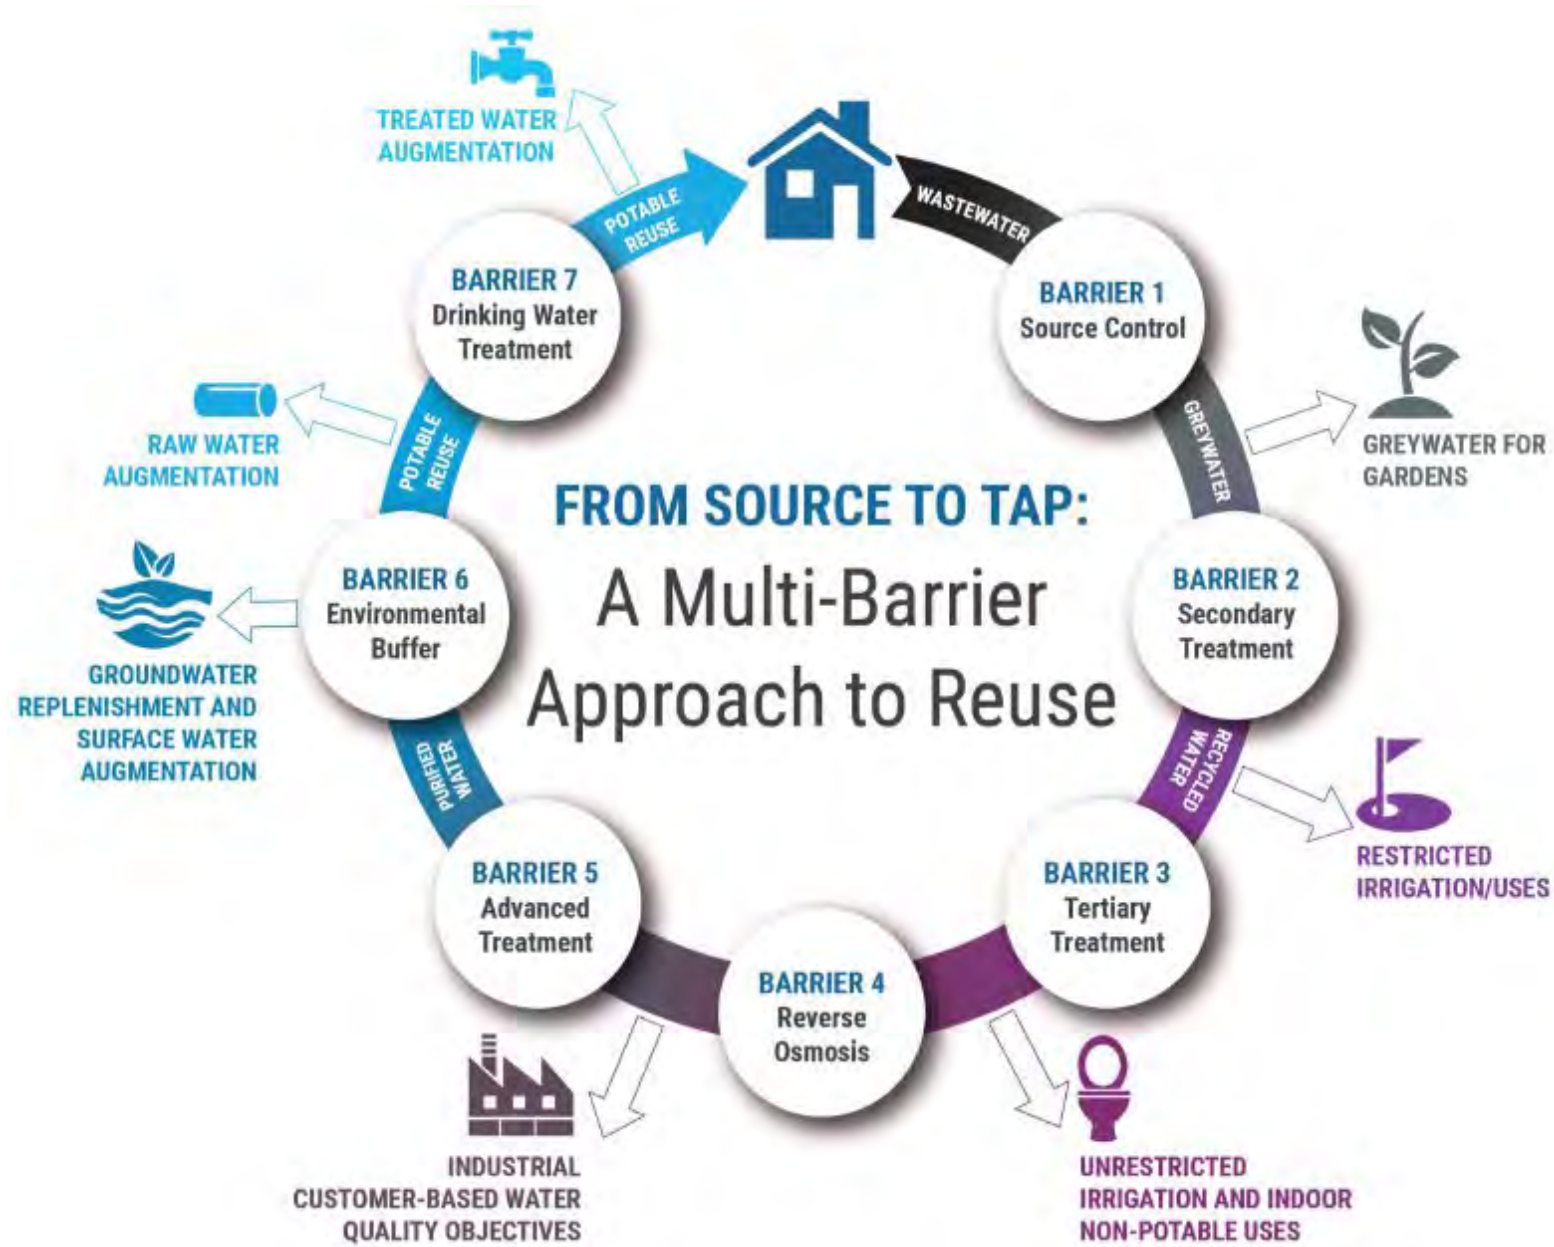 FROM SOURCE TO TAP:
A Multi-Barrier
Approach to Reuse
WASTEWATER
BARRIER 1
Source Control
GREYWATER
GREYWATER FOR
GARDENS
BARRIER 2
Secondary
Treatment
RECYCLED
WATER
RESTRICTED
IRRIGATION/USES
BARRIER 3
Tertiary
Treatment
UNRESTRICTED
IRRIGATION AND INDOOR
NON-POTABLE USES
BARRIER 4
Reverse
Osmosis
INDUSTRIAL
CUSTOMER-BASED WATER
QUALITY OBJECTIVES
BARRIER 5
Advanced
Treatment
PURIFIED
WATER
BARRIER 6
Environmental
Buffer
GROUNDWATER
REPLENISHMENT AND
SURFACE WATER
AUGMENTATION
POTABLE
REUSE
RAW WATER
AUGMENTATION
BARRIER 7
Drinking Water
Treatment
POTABLE
REUSE
TREATED WATER
AUGMENTATION